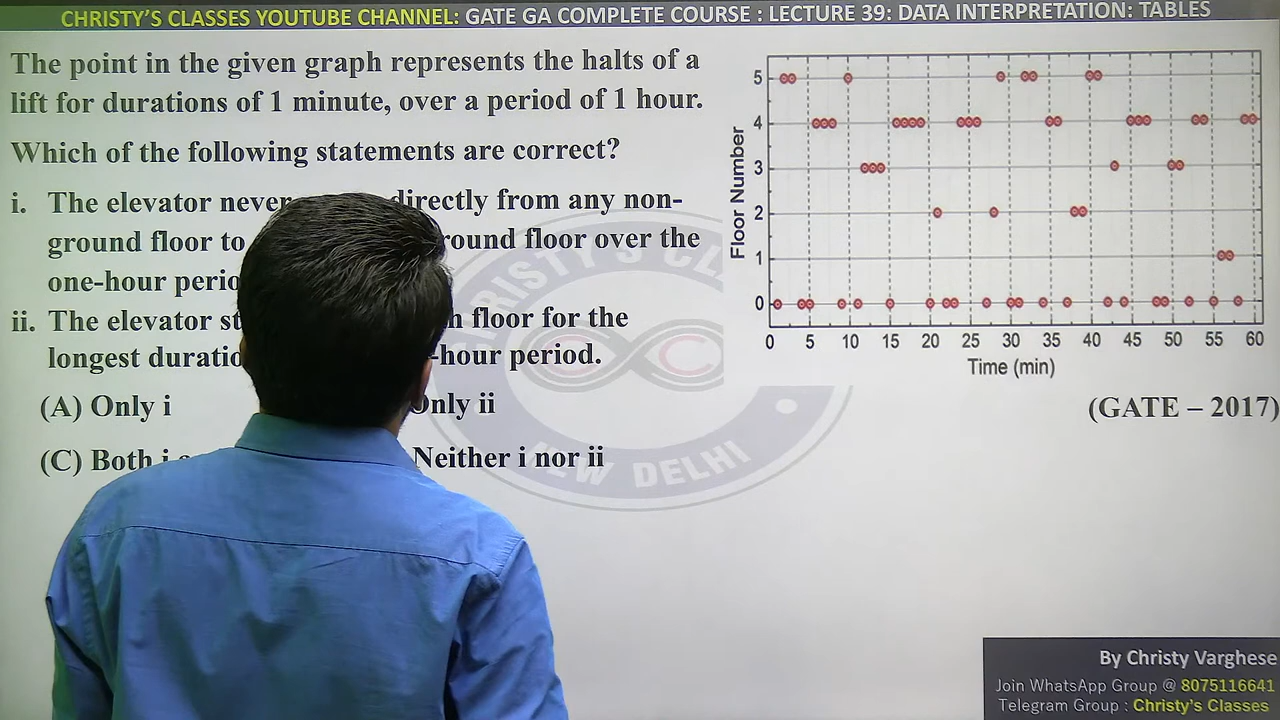 CHRISTY'S CLASSES YOUTUBE CHANNEL: GATE GA COMPLETE COURSE : LECTURE 39: DATA INTERPRETATION: TABLES
The point in the given graph represents the halts of a
lift for durations of 1 minute, over a period of 1 hour.
Which of the following statements are correct?
i. The elevator never directly from any non-
ground floor to round floor over the
one-hour perio
ii. The elevator st h floor for the
longest duratio -hour period.
(A) Only i Only ii
(C) Both i Neither i nor ii
5
4
3
2
1
0
Floor Number
0 5 10 15 20 25 30 35 40 45 50 55 60
Time (min)
(GATE – 2017)
CHRISTY'S CL
C
NEW DELHI
By Christy Varghese
Join WhatsApp Group @ 8075116641
Telegram Group : Christy's Classes